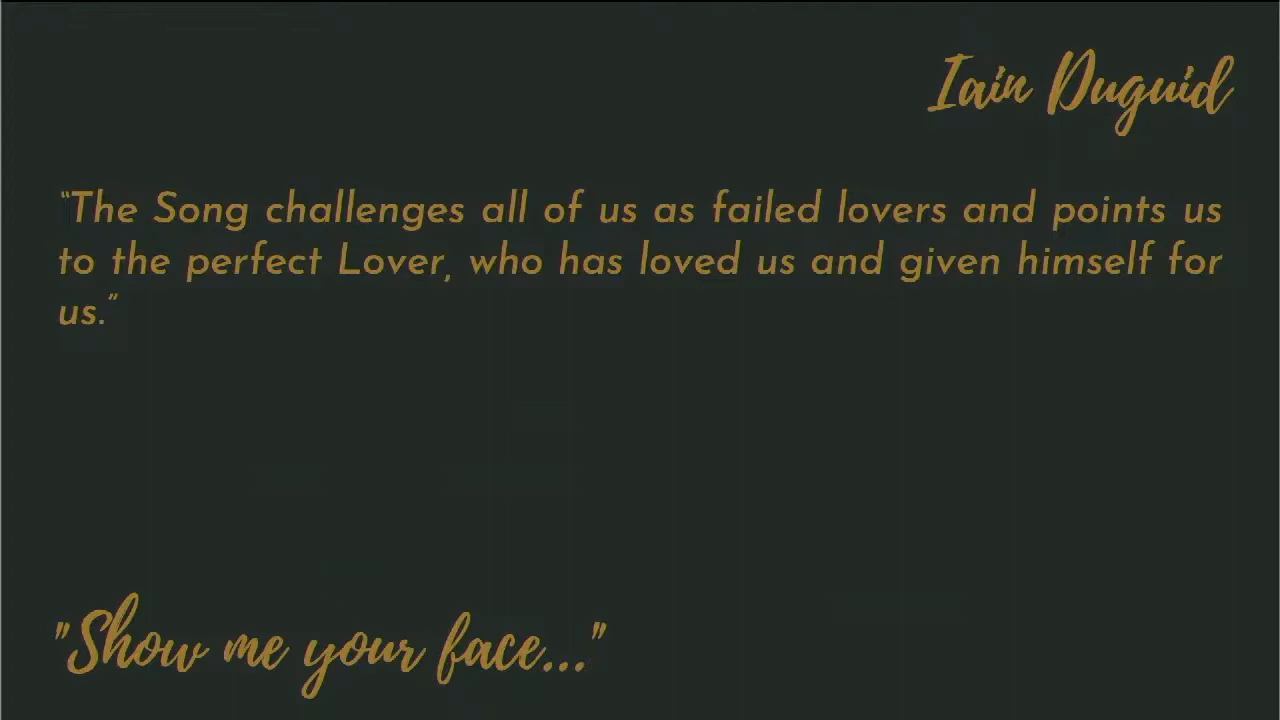 Iain Duguid
“The Song challenges all of us as failed lovers and points us
to the perfect Lover, who has loved us and given himself for
us.”
"Show me your face..."